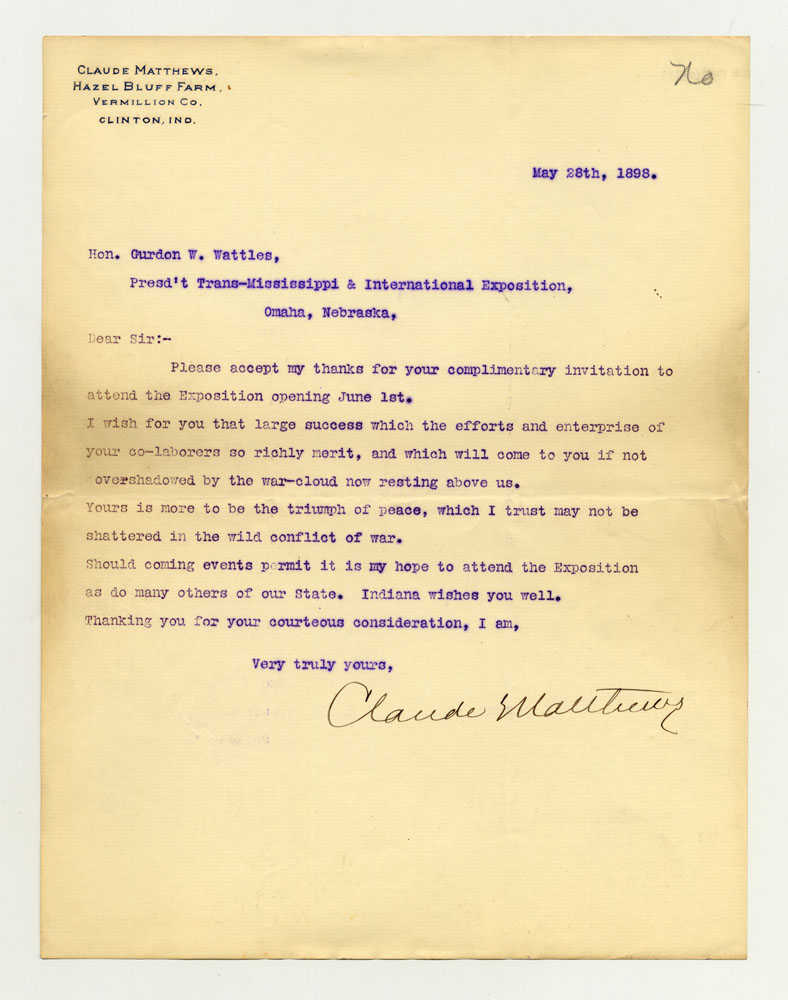 CLAUDE MATTHEWS.
HAZEL BLUFF FARM,
VERMILLION CO.
CLINTON, IND.
No
May 28th, 1898.
Hon. Gurdon W. Wattles,
Presd't Trans-Mississippi & International Exposition,
Omaha, Nebraska,
Dear Sir:-
Please accept my thanks for your complimentary invitation to
attend the Exposition opening June 1st.
I wish for you that large success which the efforts and enterprise of
your co-laborers so richly merit, and which will come to you if not
overshadowed by the war-cloud now resting above us.
Yours is more to be the triumph of peace, which I trust may not be
shattered in the wild conflict of war.
Should coming events permit it is my hope to attend the Exposition
as do many others of our State. Indiana wishes you well.
Thanking you for your courteous consideration, I am,
Very truly yours,
Claude Matthews